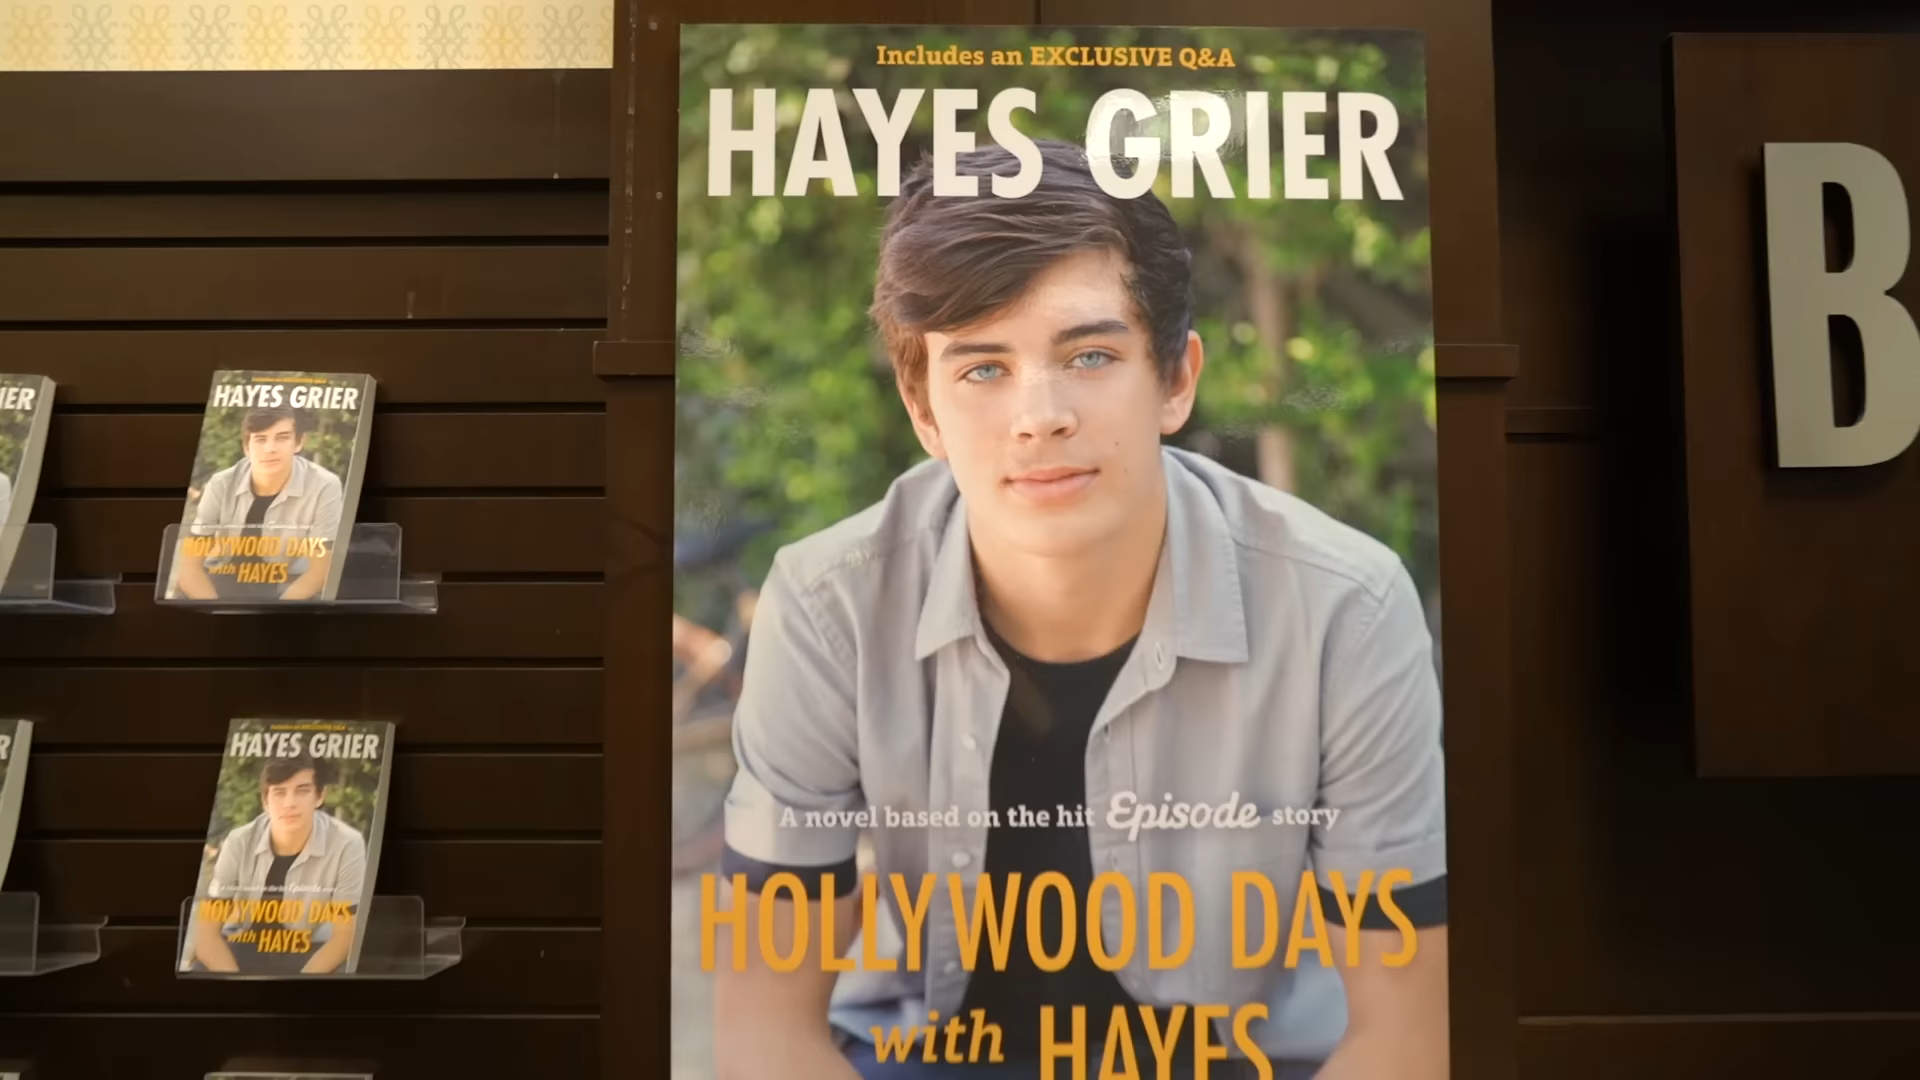 Includes an EXCLUSIVE Q&A
HAYES GRIER
A novel based on the hit Episode story
HOLLYWOOD DAYS
with HAYES
B
IER
HAYES GRIER
HOLLYWOOD DAYS
with HAYES
R
HAYES GRIER
HOLLYWOOD DAYS
with HAYES